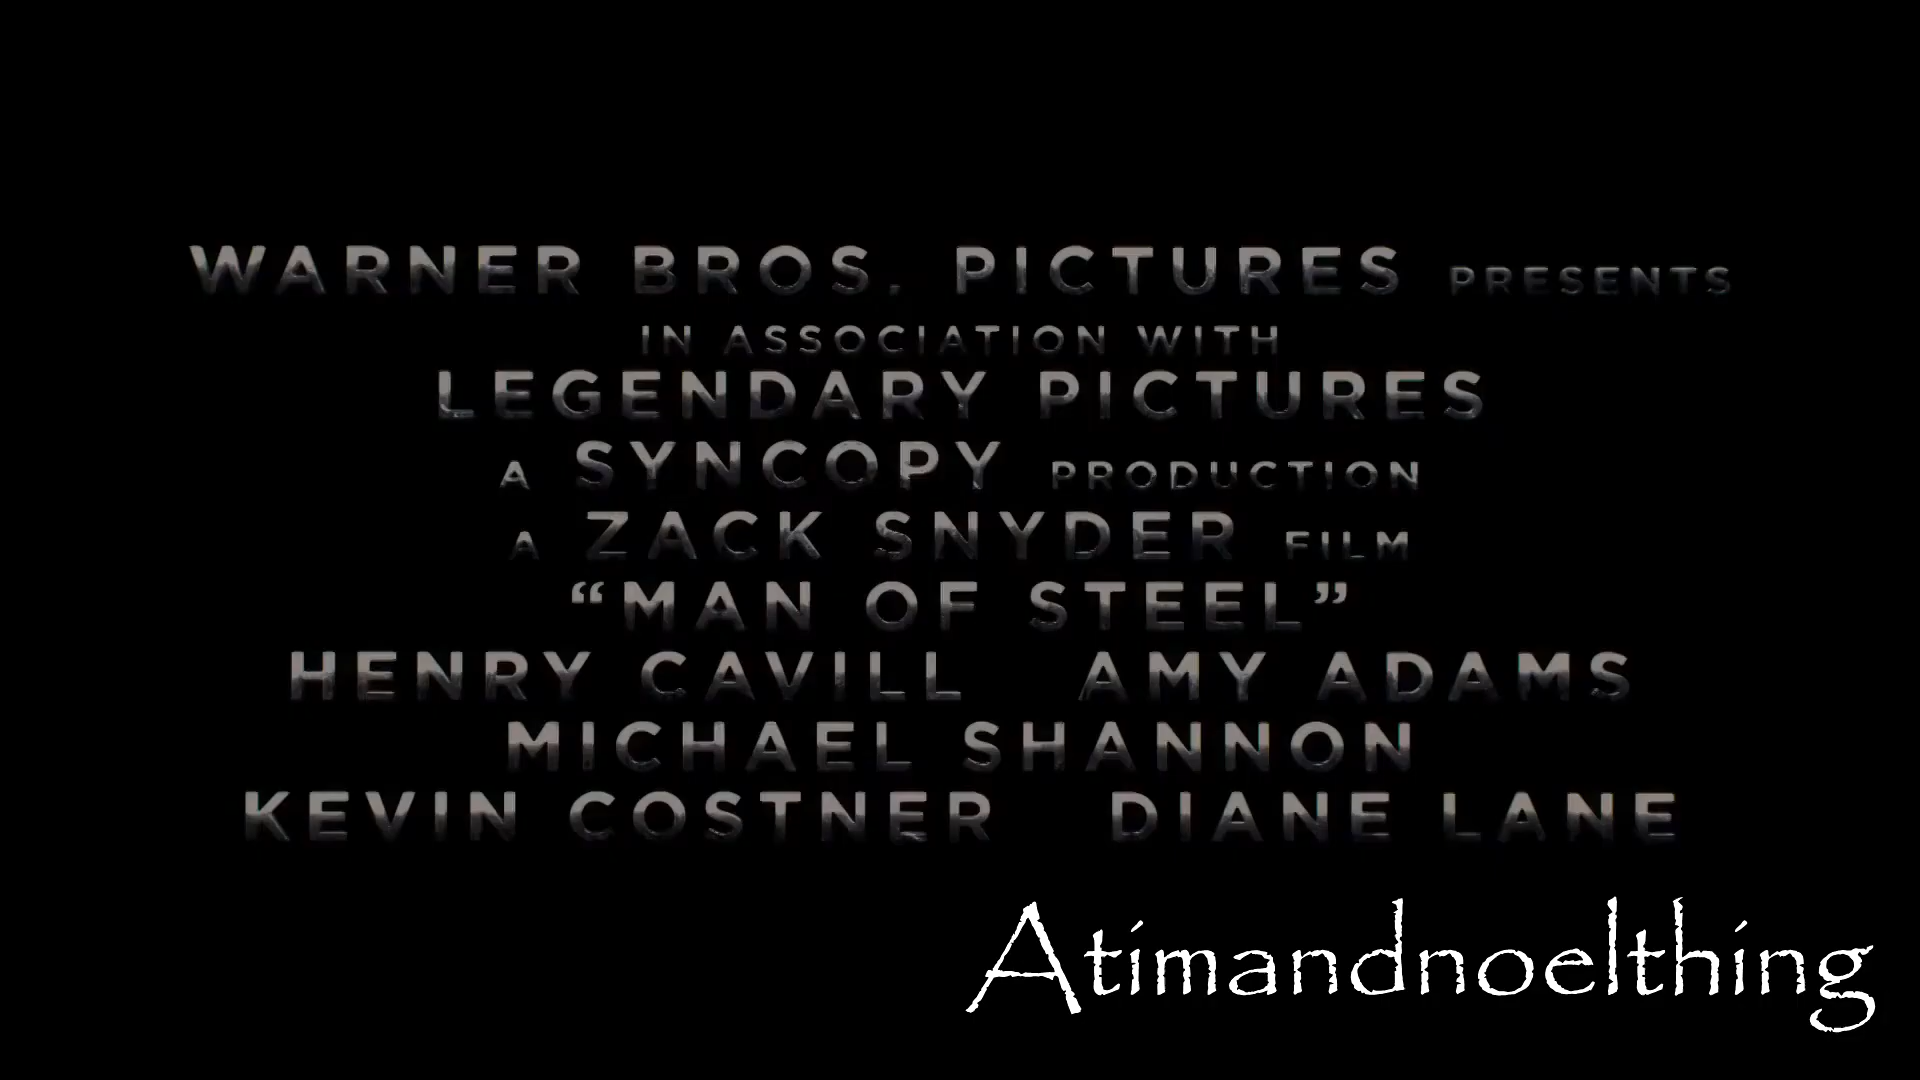 WARNER BROS. PICTURES PRESENTS
IN ASSOCIATION WITH
LEGENDARY PICTURES
A SYNCOPY PRODUCTION
A ZACK SNYDER FILM
“MAN OF STEEL”
HENRY CAVILL AMY ADAMS
MICHAEL SHANNON
KEVIN COSTNER DIANE LANE
Atimandnoelthing